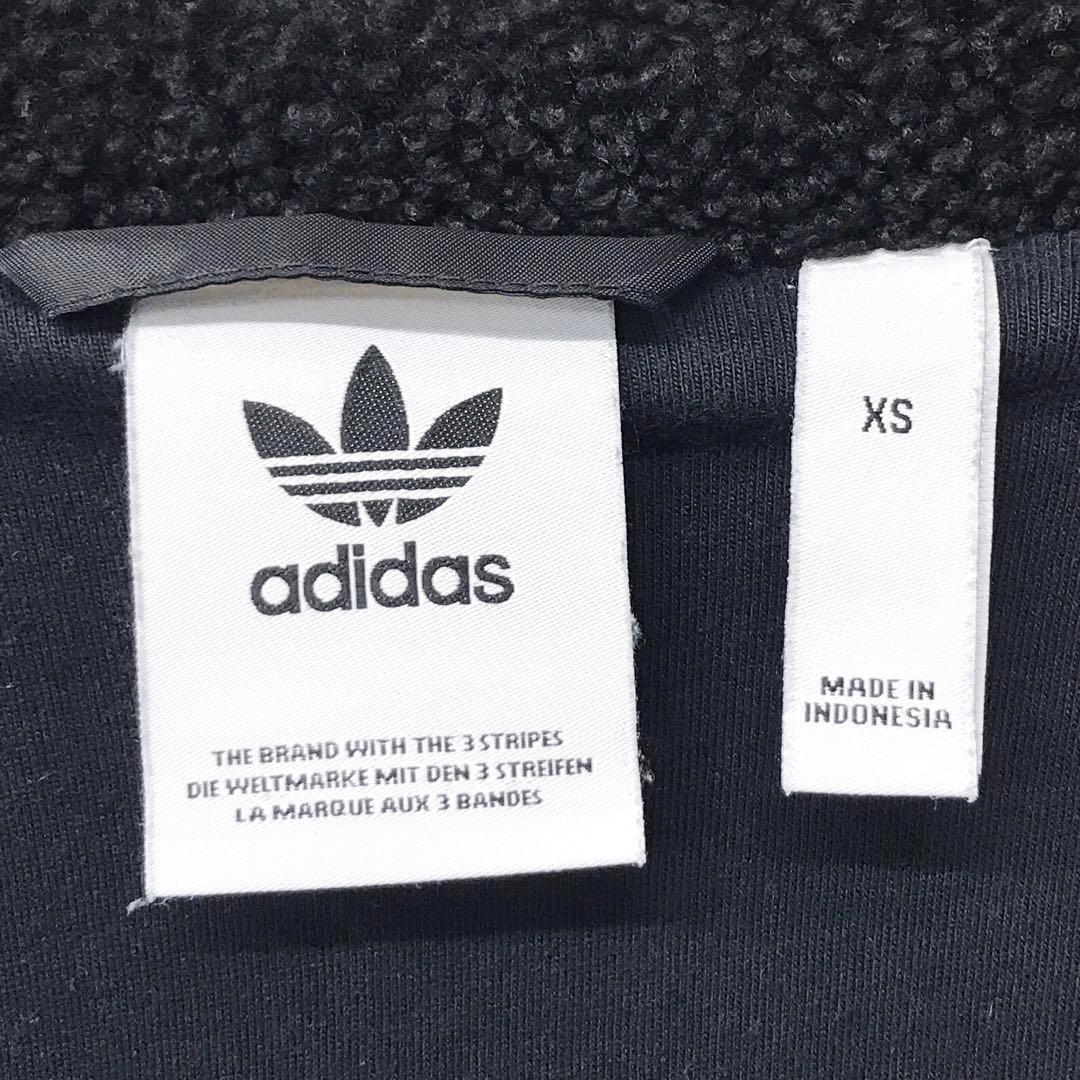 adidas
THE BRAND WITH THE 3 STRIPES
DIE WELTMARKE MIT DEN 3 STREIFEN
LA MARQUE AUX 3 BANDES
XS
MADE IN
INDONESIA